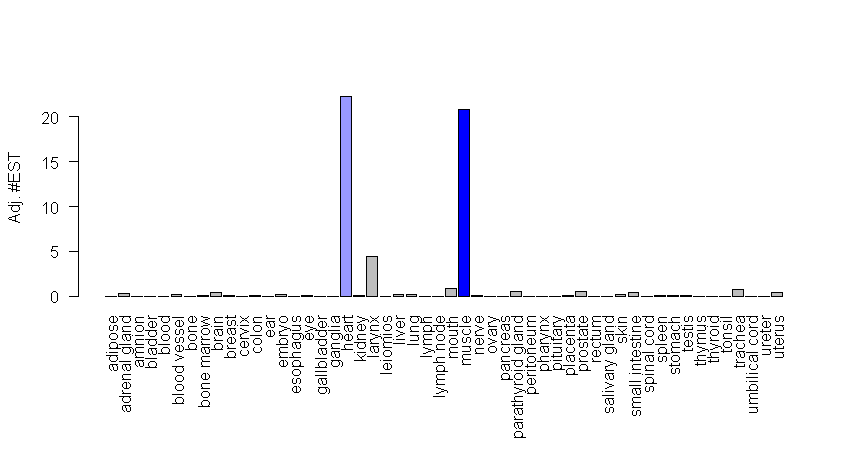 Adj. #EST
20
15
10
5
0
adipose
adrenal gland
amnion
bladder
blood
blood vessel
bone
bone marrow
brain
breast
cervix
colon
ear
embryo
esophagus
eye
gallbladder
ganglia
heart
kidney
larynx
leiomios
liver
lung
lymph
lymph node
mouth
muscle
nerve
ovary
pancreas
parathyroid gland
peritoneum
pharynx
pituitary
placenta
prostate
rectum
salivary gland
skin
small intestine
spinal cord
spleen
stomach
testis
thymus
thyroid
tonsil
trachea
umbilical cord
ureter
uterus